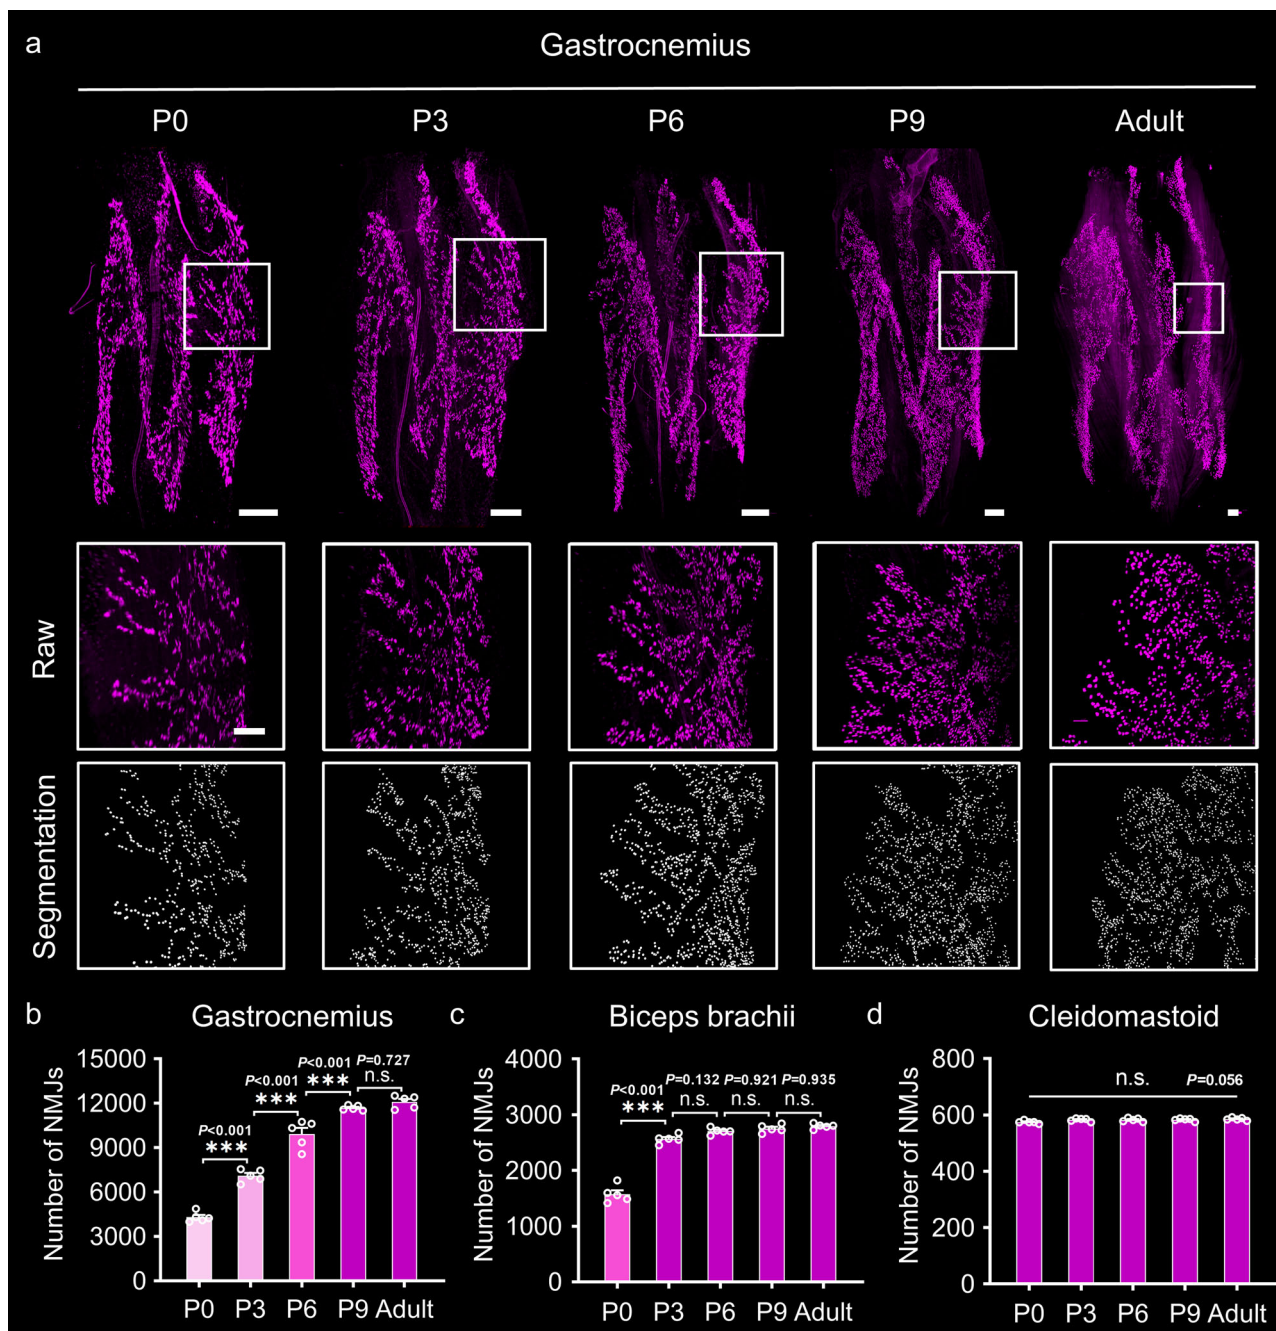 a
Gastrocnemius
P0 P3 P6 P9 Adult
Raw
Segmentation
b Gastrocnemius
Number of NMJs
15000
12000
9000
6000
3000
0
P<0.001
***
P<0.001
***
P<0.001
***
P=0.727
n.s.
P0 P3 P6 P9 Adult
c Biceps brachii
Number of NMJs
4000
3000
2000
1000
0
P<0.001
***
P=0.132
n.s.
P=0.921
n.s.
P=0.935
n.s.
P0 P3 P6 P9 Adult
d Cleidomastoid
Number of NMJs
800
600
400
200
0
n.s. P=0.056
P0 P3 P6 P9 Adult